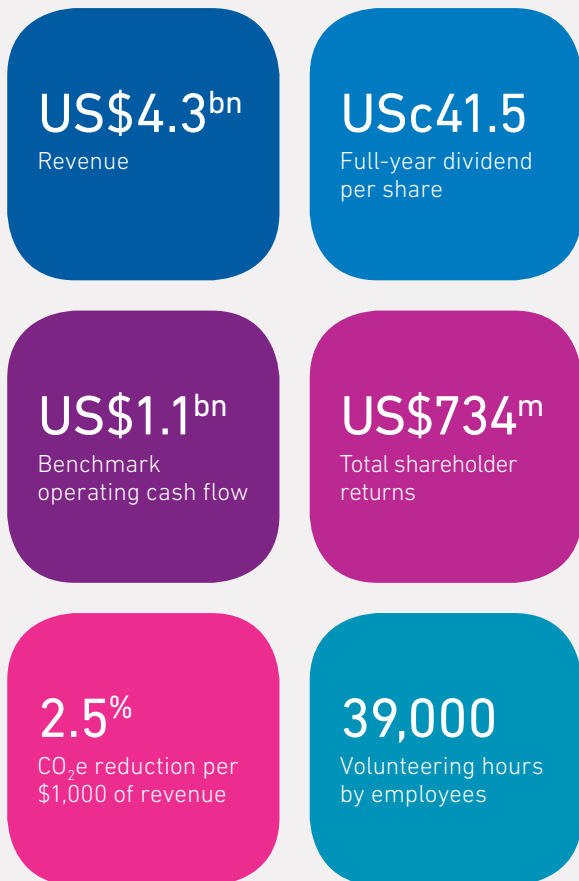 US$4.3bn
Revenue
USc41.5
Full-year dividend
per share
US$1.1bn
Benchmark
operating cash flow
US$734m
Total shareholder
returns
2.5%
CO₂e reduction per
$1,000 of revenue
39,000
Volunteering hours
by employees